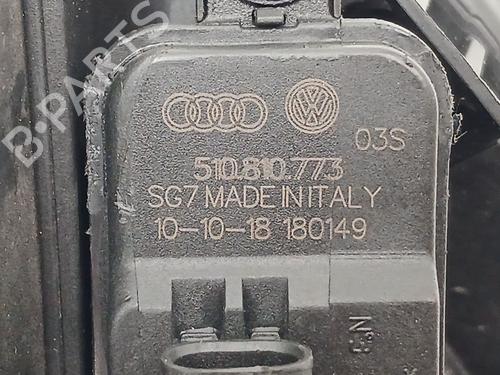 B-PARTS
03S
510.810.773
SG7 MADE IN ITALY
10-10-18 180149